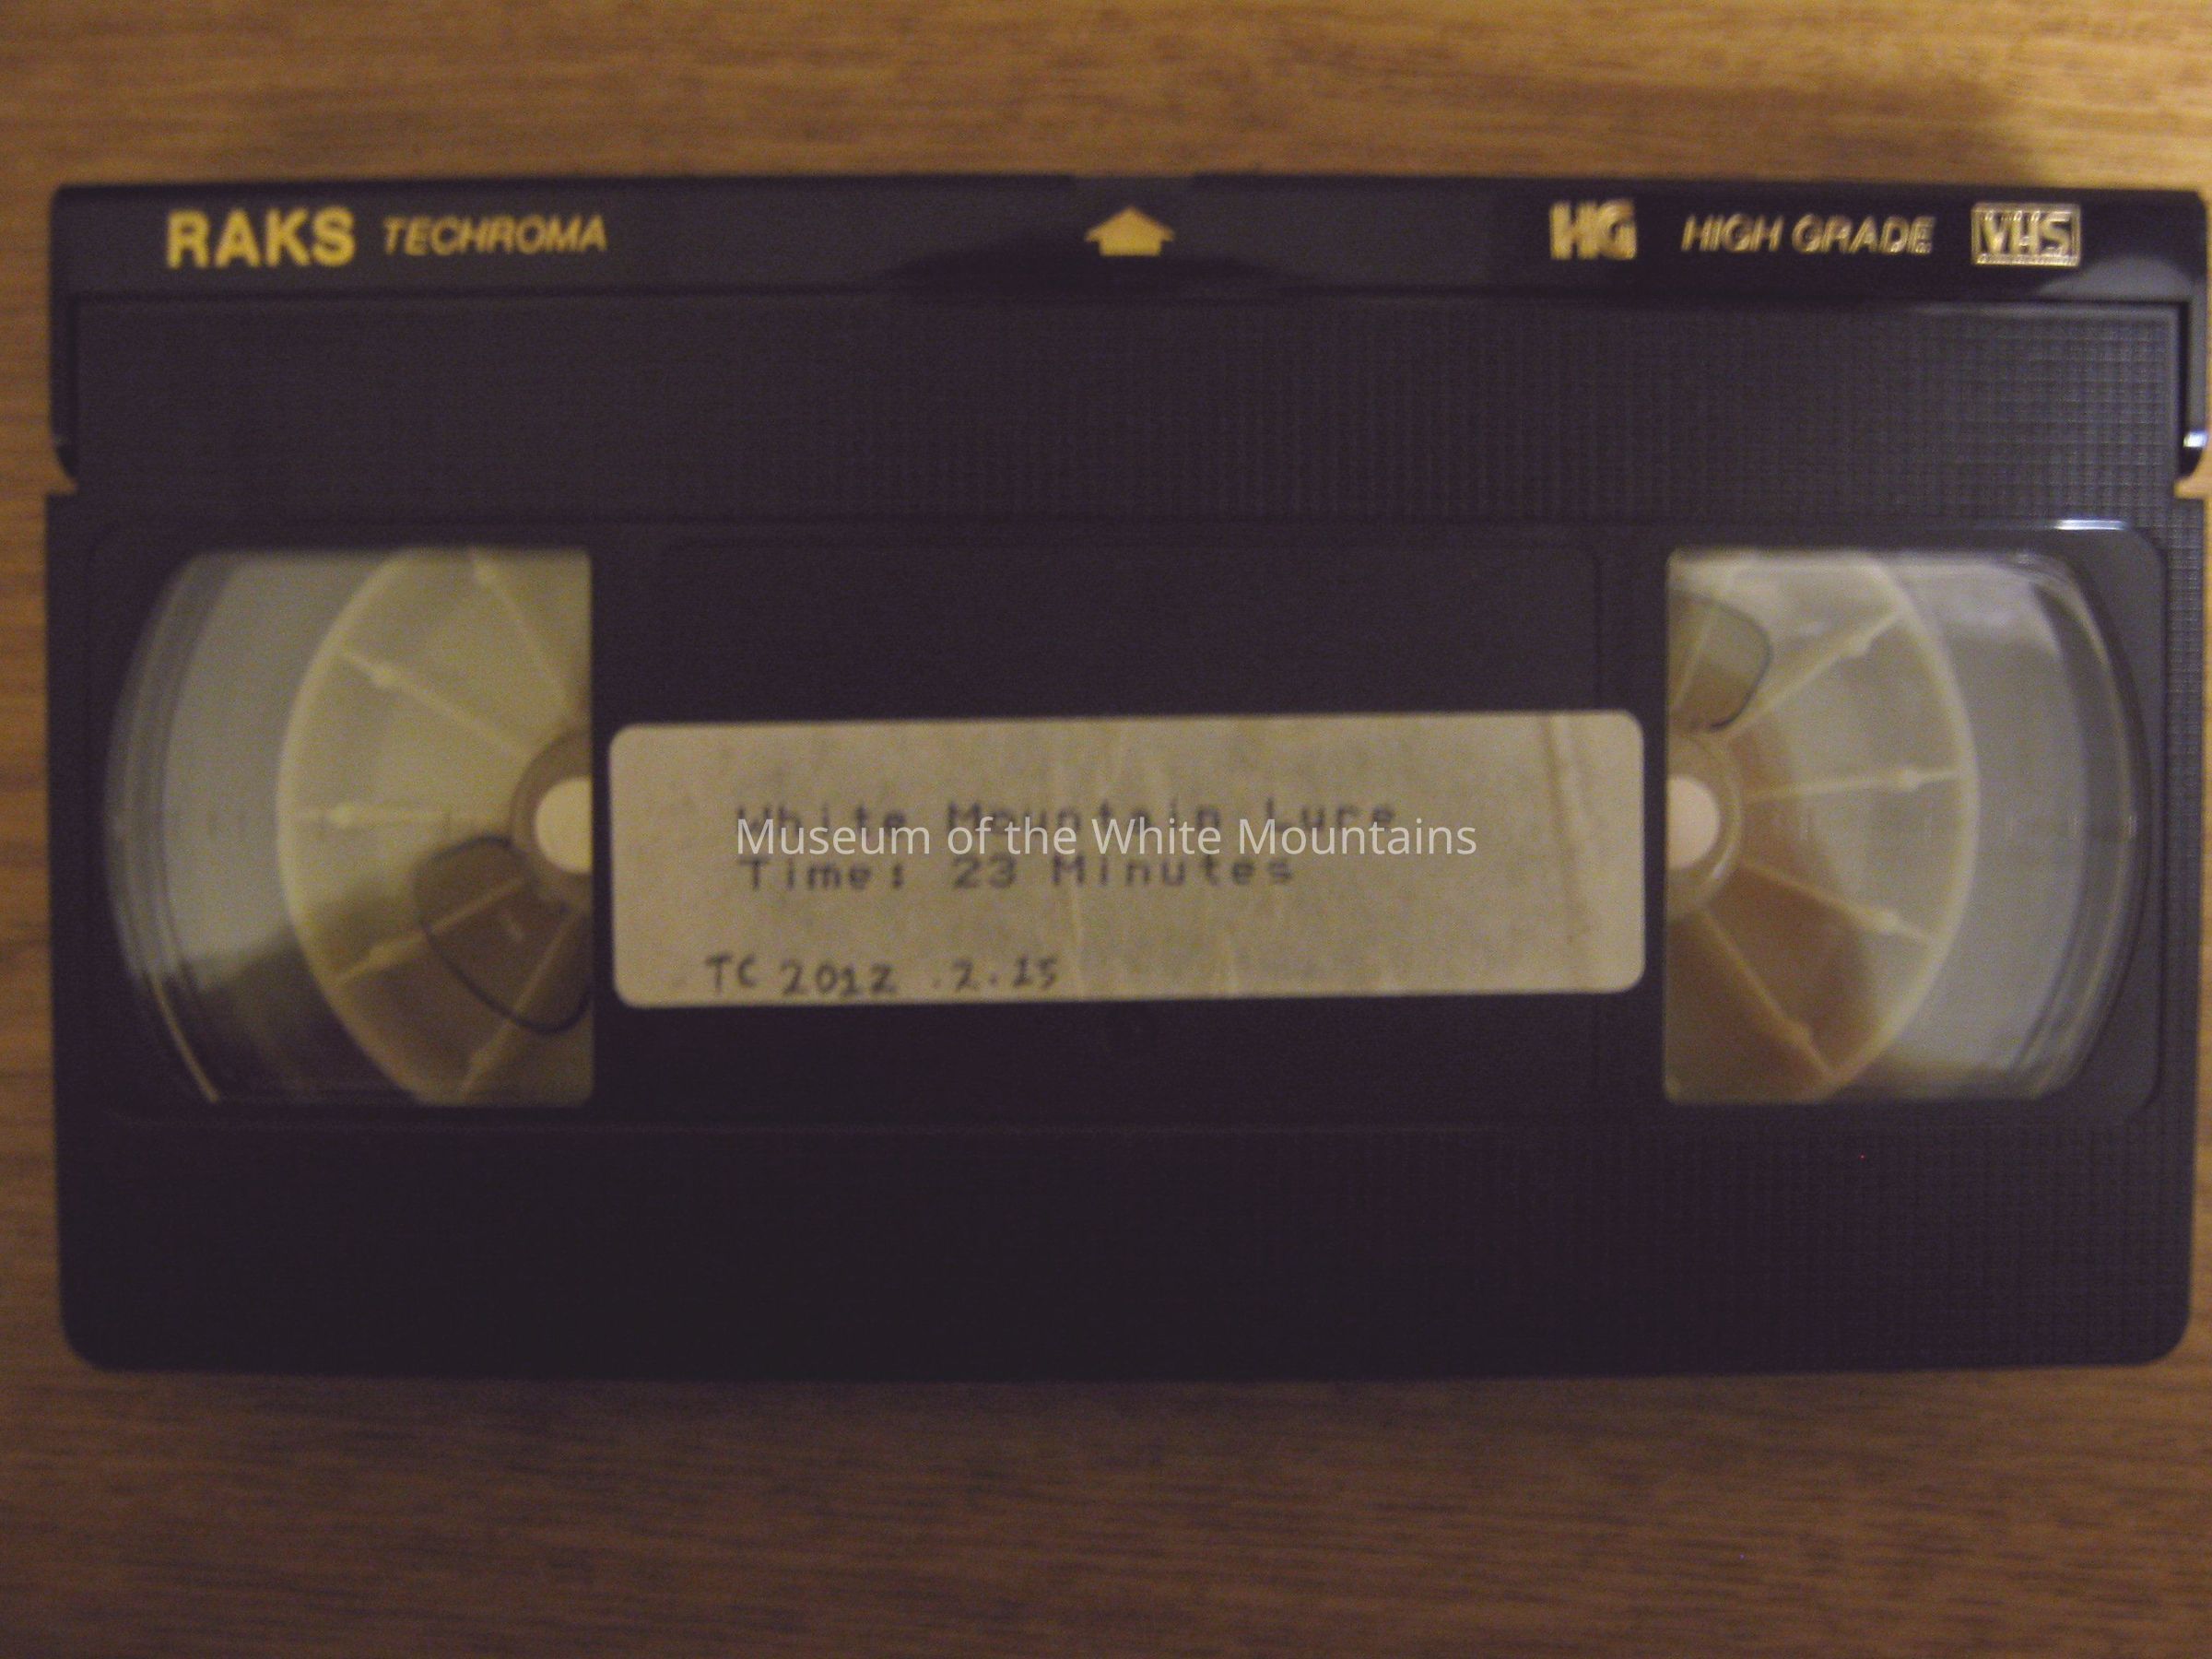 RAKS TECHROMA HG HIGH GRADE VHS
White Mountain Lure
Museum of the White Mountains
Time: 23 Minutes
TC 2012 .2.15